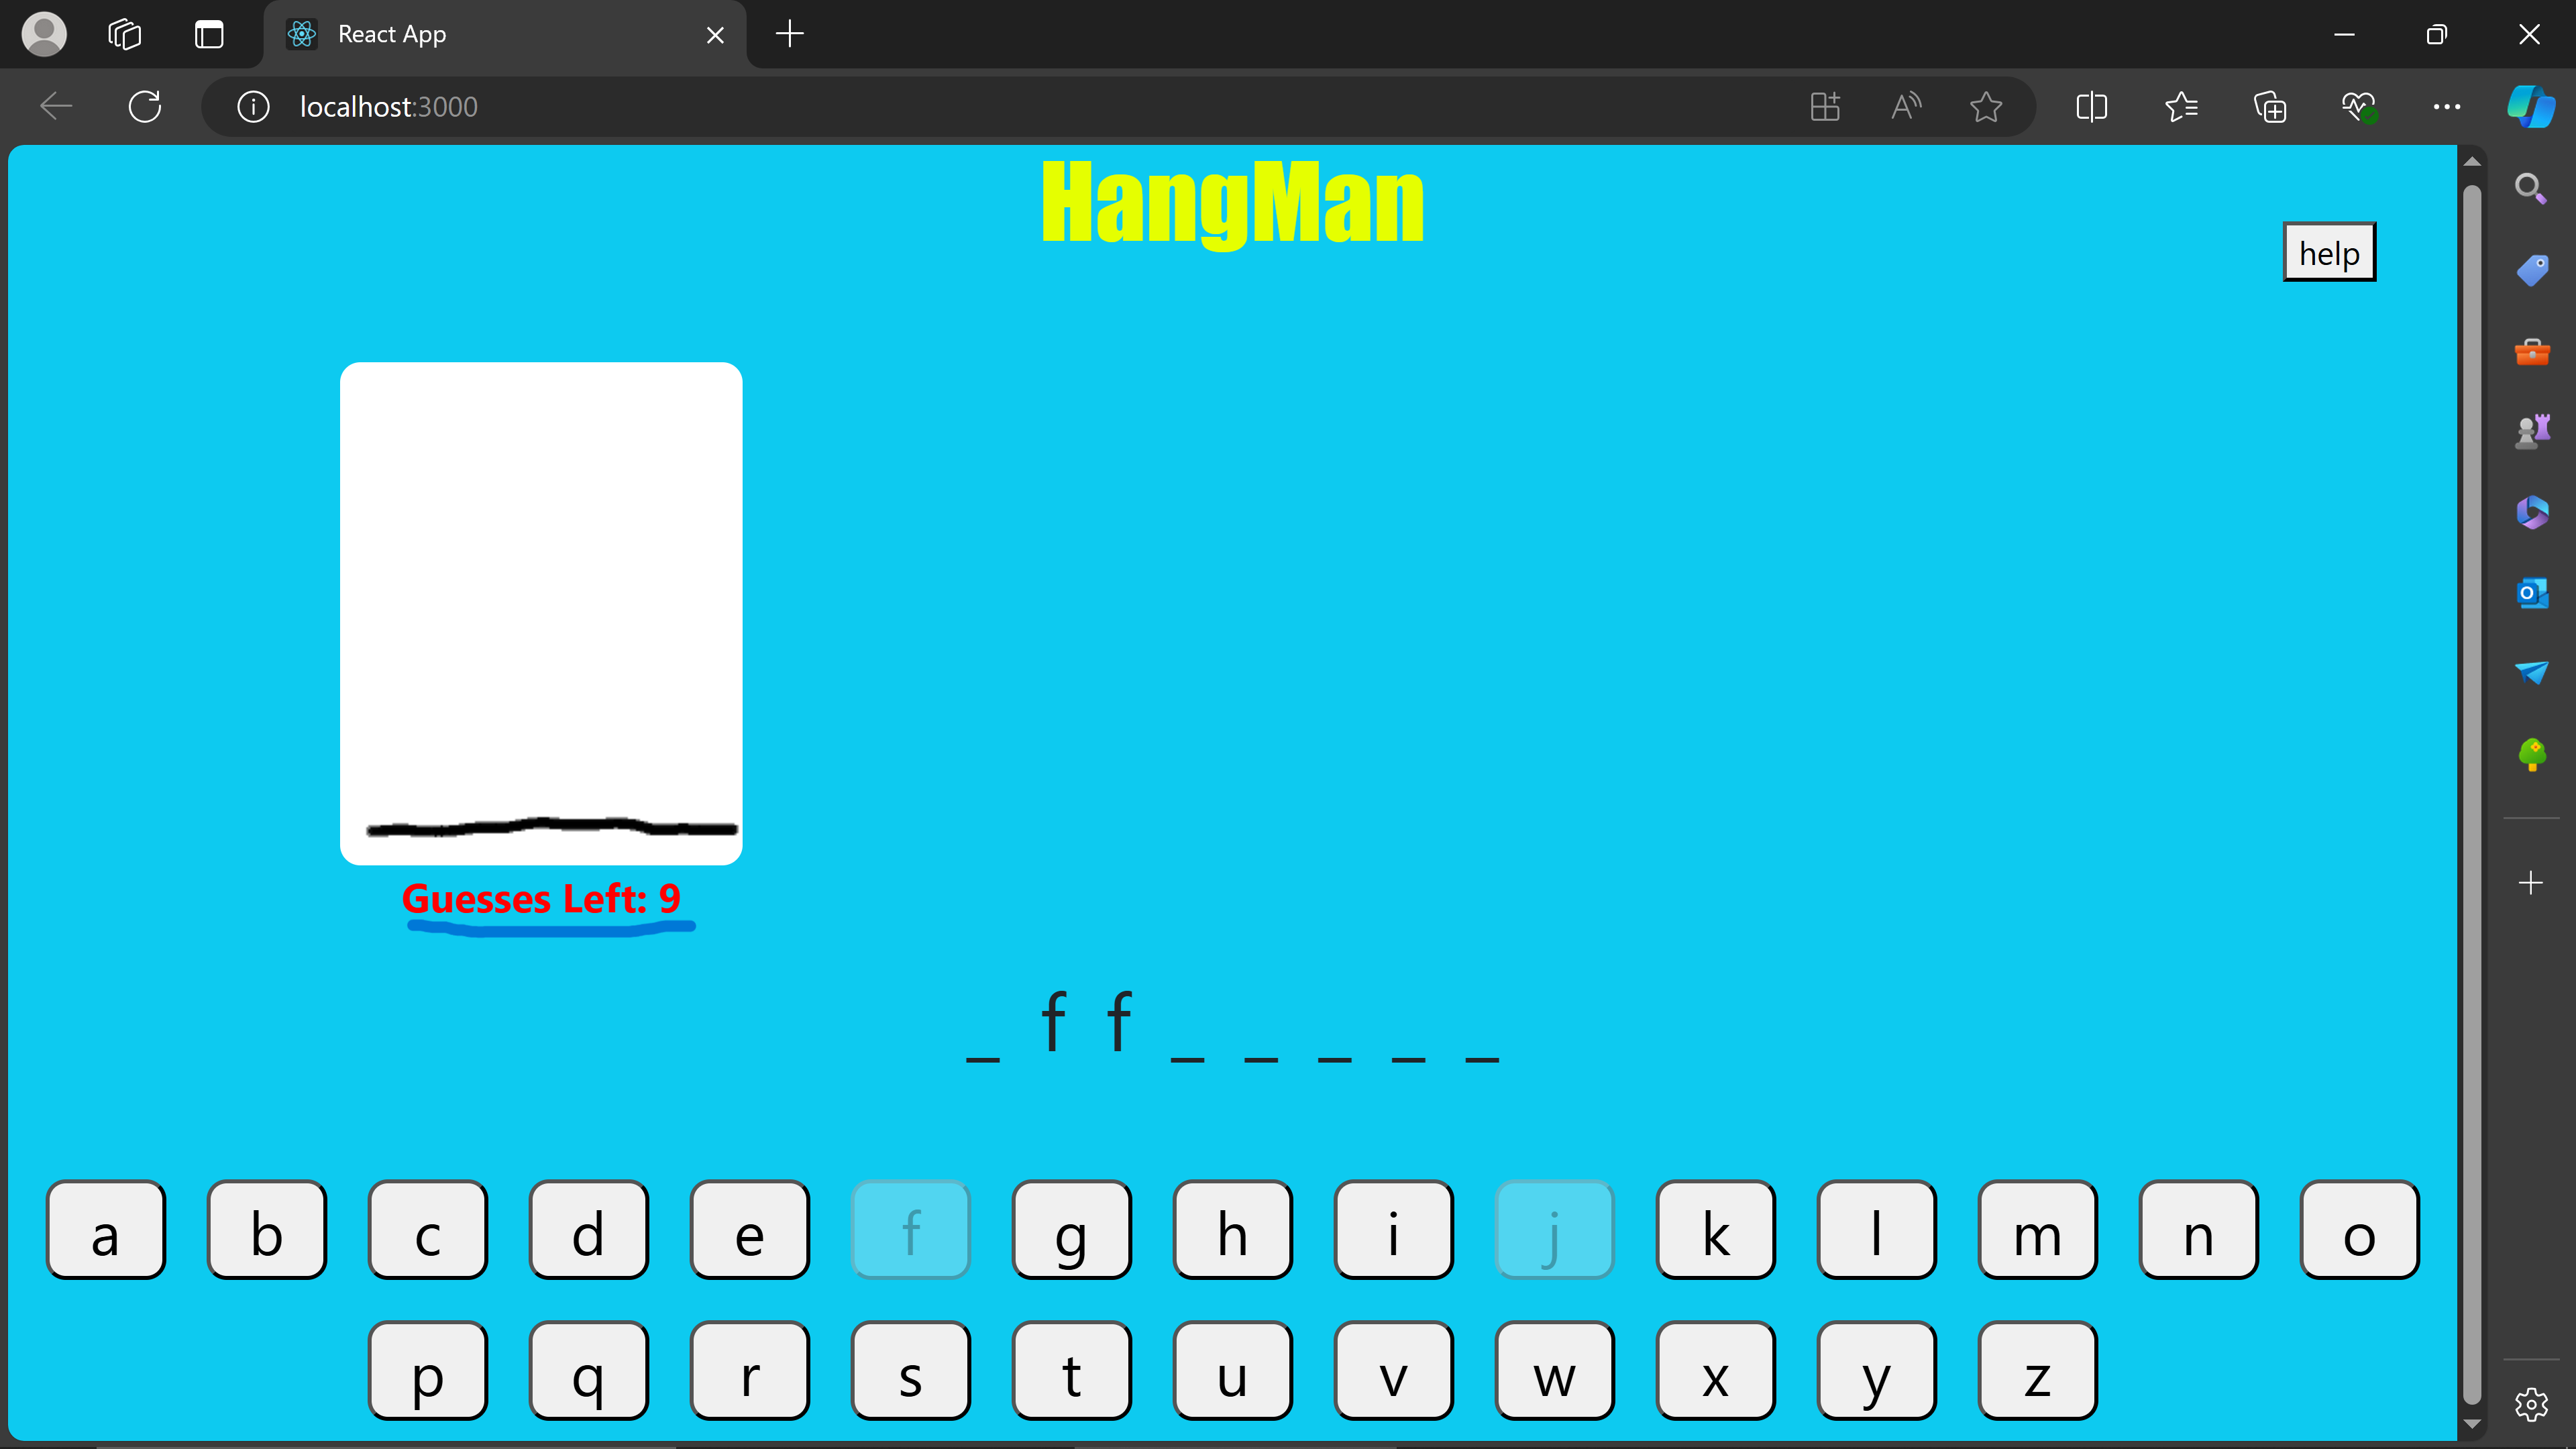 React App
localhost:3000
HangMan
help
Guesses Left: 9
_ f f _ _ _ _ _
a b c d e f g h i j k l m n o
p q r s t u v w x y z